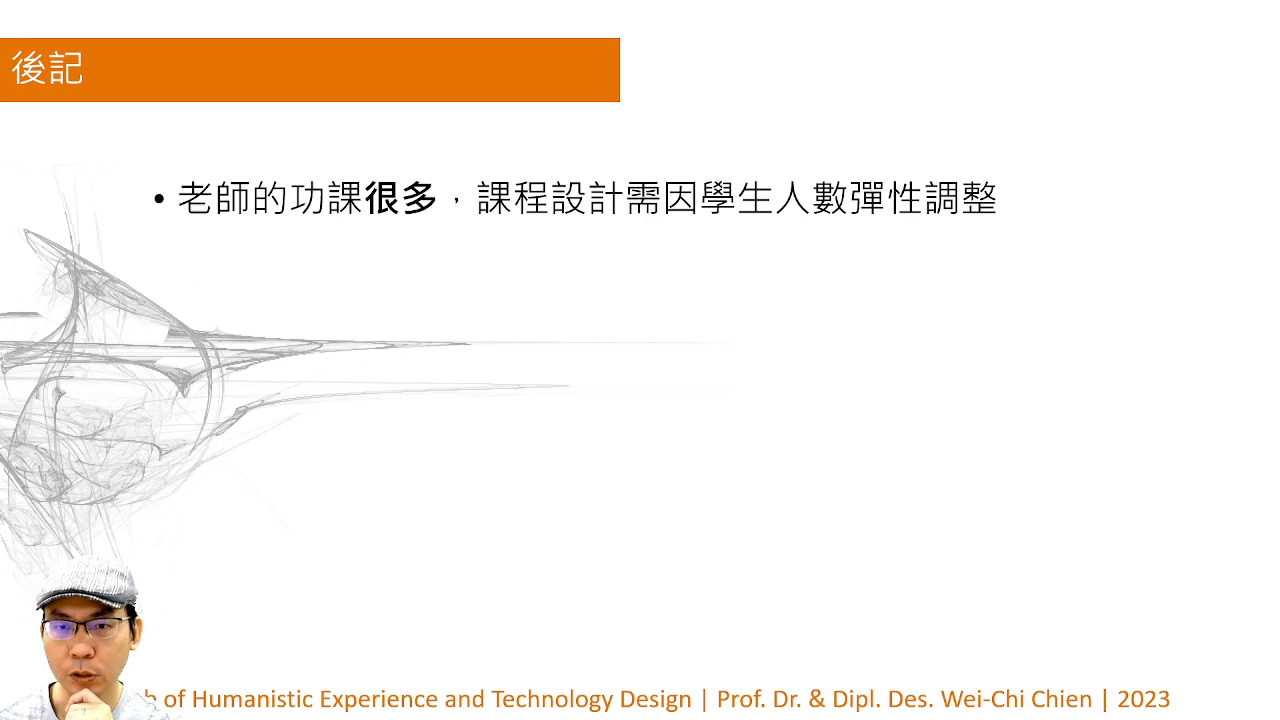 後記
• 老師的功課很多，課程設計需因學生人數彈性調整
of Humanistic Experience and Technology Design | Prof. Dr. & Dipl. Des. Wei-Chi Chien | 2023